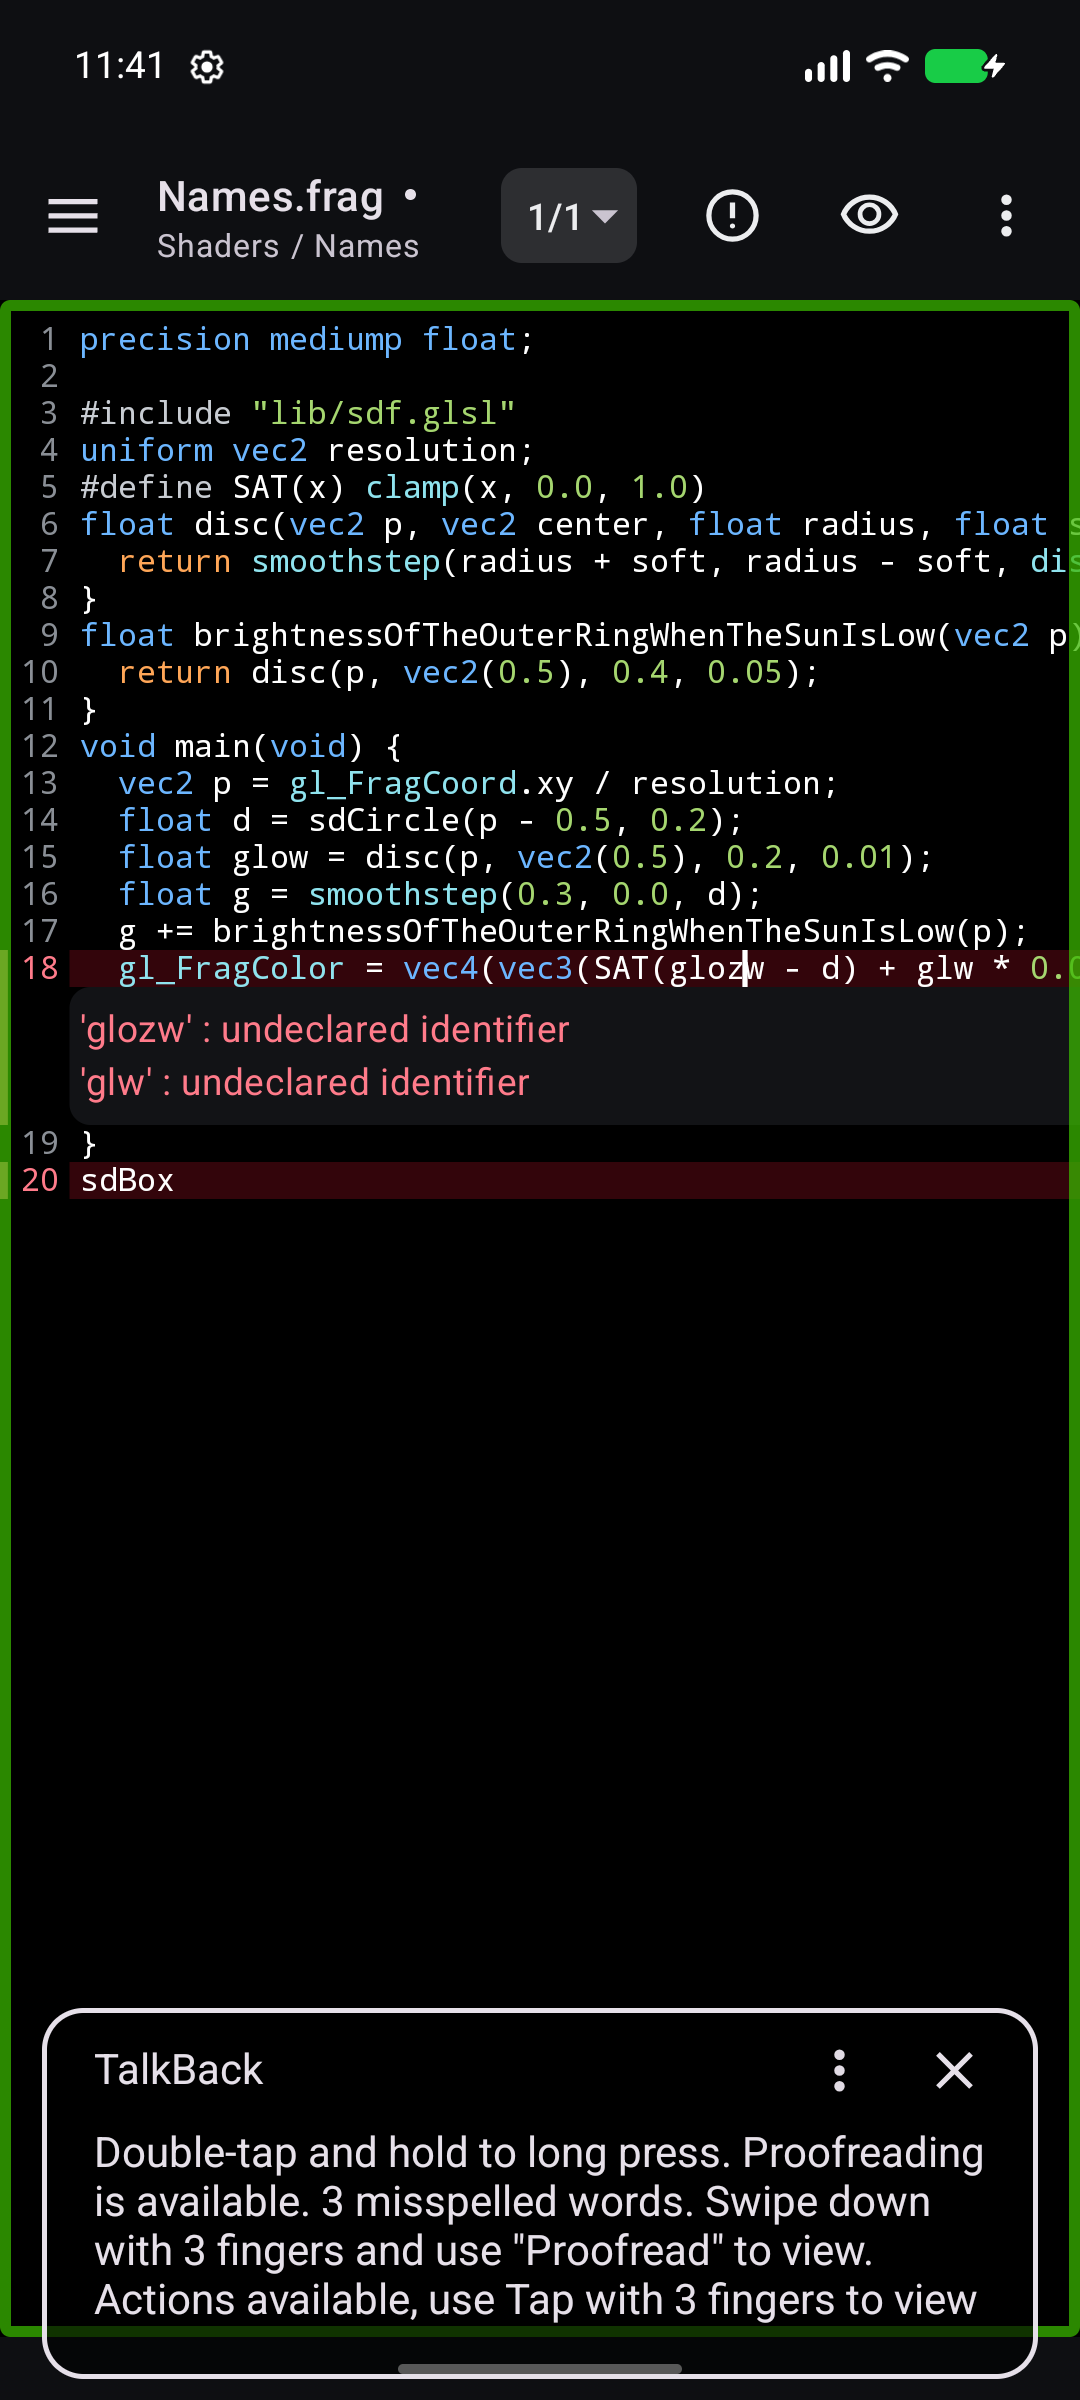 11:41
Names.frag •
Shaders / Names
1/1
1 precision mediump float;
2
3 #include "lib/sdf.glsl"
4 uniform vec2 resolution;
5 #define SAT(x) clamp(x, 0.0, 1.0)
6 float disc(vec2 p, vec2 center, float radius, float s
7   return smoothstep(radius + soft, radius - soft, dis
8 }
9 float brightnessOfTheOuterRingWhenTheSunIsLow(vec2 p)
10   return disc(p, vec2(0.5), 0.4, 0.05);
11 }
12 void main(void) {
13   vec2 p = gl_FragCoord.xy / resolution;
14   float d = sdCircle(p - 0.5, 0.2);
15   float glow = disc(p, vec2(0.5), 0.2, 0.01);
16   float g = smoothstep(0.3, 0.0, d);
17   g += brightnessOfTheOuterRingWhenTheSunIsLow(p);
18   gl_FragColor = vec4(vec3(SAT(glozw - d) + glw * 0.0
'glozw' : undeclared identifier
'glw' : undeclared identifier
19 }
20 sdBox
TalkBack
Double-tap and hold to long press. Proofreading
is available. 3 misspelled words. Swipe down
with 3 fingers and use "Proofread" to view.
Actions available, use Tap with 3 fingers to view